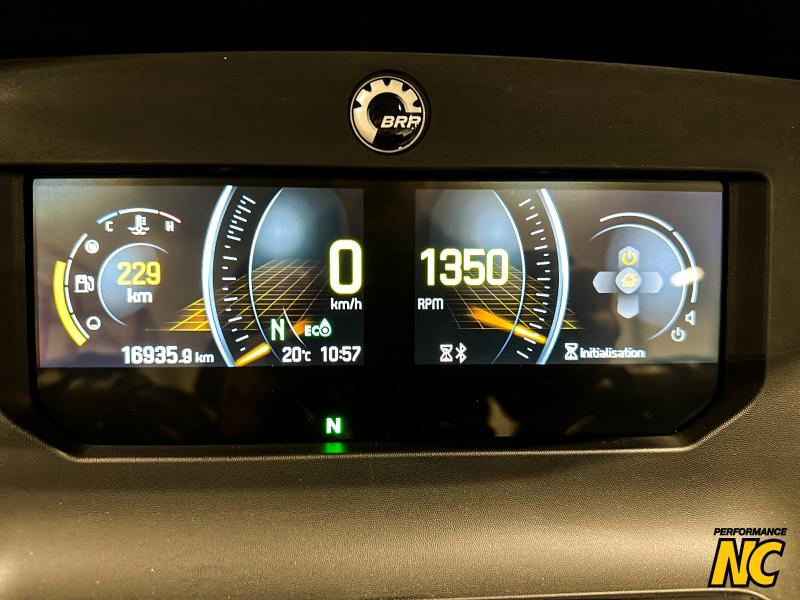 BRP
C H
229
km
0
km/h
N ECO
16935.9 km
20°C 10:57
1350
RPM
Initialisation
N
PERFORMANCE
NC